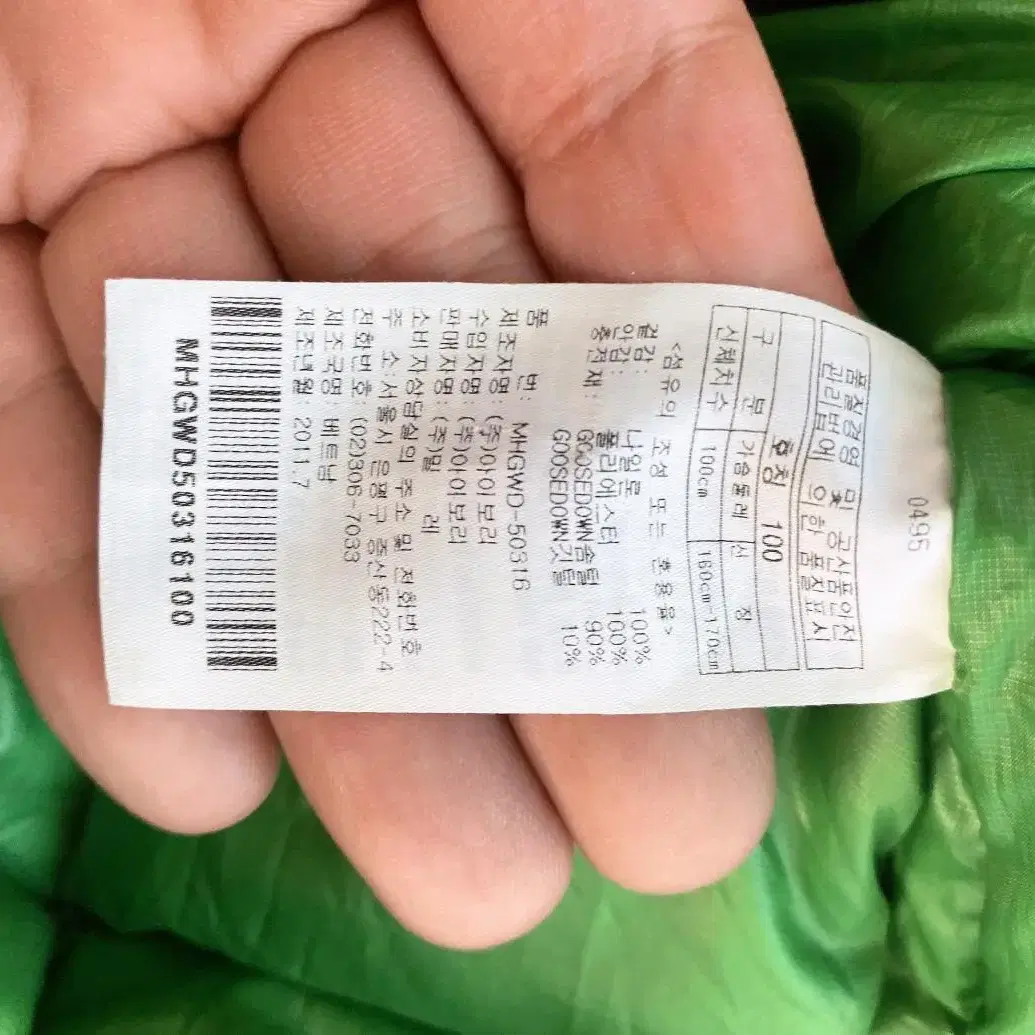 0495
품질경영 및 공산품안전
관리법에 의한 품질표시
호칭 100
구 분 가슴둘레 신 장
신체치수 100cm 160cm-170cm
<섬유의 조성 또는 혼용율>
겉감: 나일론 100%
안감: 폴리에스터 100%
충전재: GOOSEDOWN솜털 90%
GOOSEDOWN깃털 10%
품 번: MHGWD-50316
제조자명: (주)아이보리
수입자명: (주)아이보리
판매자명: (주)밀 리
소비자상담실의 주소 및 전화번호
주 소:서울시 은평구 증산동222-4
전화번호: (02)306-7033
제조국명 베트남
제조년월 2011.7
MHGWD50316100